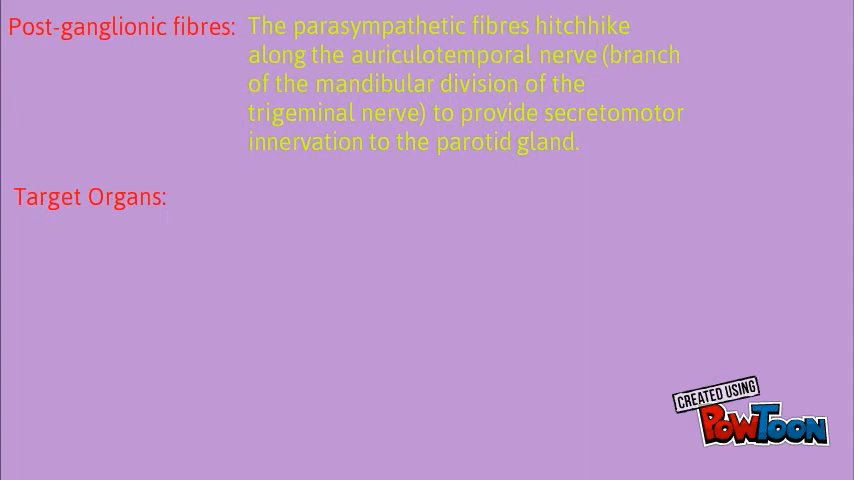 Post-ganglionic fibres: The parasympathetic fibres hitchhike
along the auriculotemporal nerve (branch
of the mandibular division of the
trigeminal nerve) to provide secretomotor
innervation to the parotid gland.
Target Organs:
CREATED USING
POWTOON